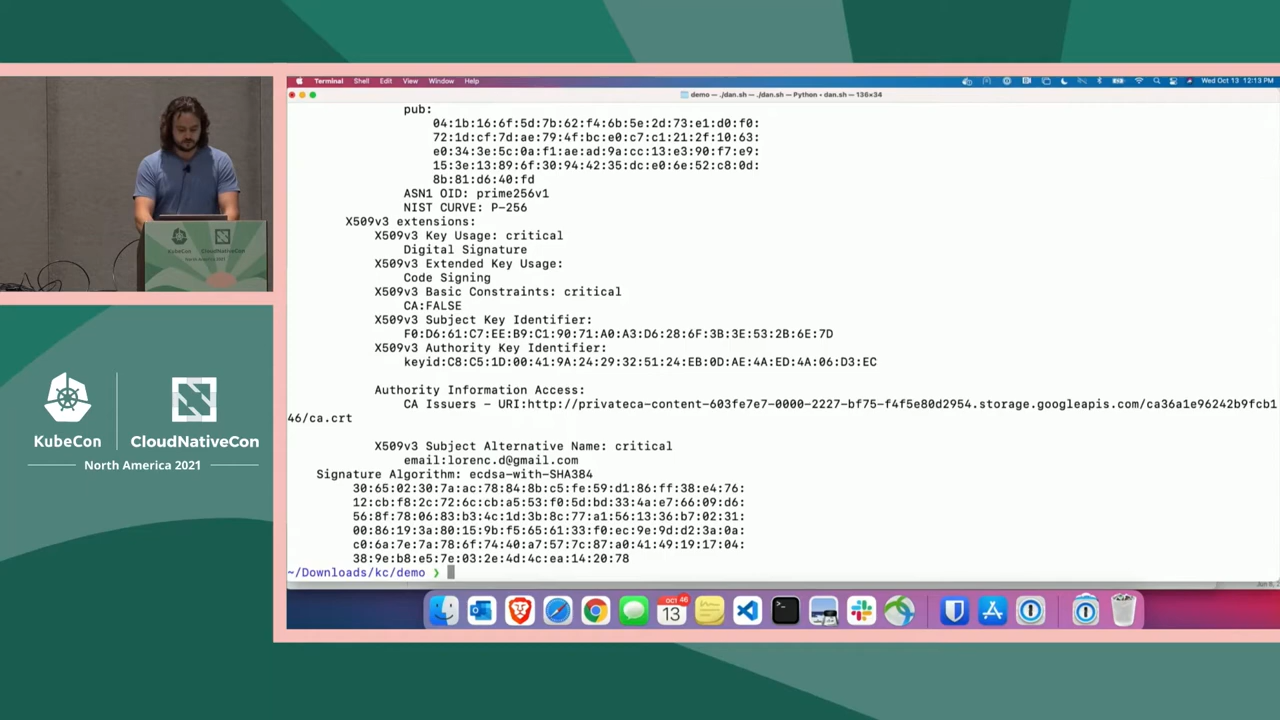 Terminal Shell Edit View Window Help Wed Oct 13 12:13 PM
demo — ./dan.sh — ./dan.sh — Python • dan.sh — 136×34
pub:
04:1b:16:6f:5d:7b:62:f4:6b:5e:2d:73:e1:d0:f0:
72:1d:cf:7d:ae:79:4f:bc:e0:c7:c1:21:2f:10:63:
e0:34:3e:5c:0a:f1:ae:ad:9a:cc:13:e3:90:f7:e9:
15:3e:13:89:6f:30:94:42:35:dc:e0:6e:52:c8:0d:
8b:81:d6:40:fd
ASN1 OID: prime256v1
NIST CURVE: P-256
X509v3 extensions:
X509v3 Key Usage: critical
Digital Signature
X509v3 Extended Key Usage:
Code Signing
X509v3 Basic Constraints: critical
CA:FALSE
X509v3 Subject Key Identifier:
F0:D6:61:C7:EE:B9:C1:90:71:A0:A3:D6:28:6F:3B:3E:53:2B:6E:7D
X509v3 Authority Key Identifier:
keyid:C8:C5:1D:00:41:9A:24:29:32:51:24:EB:0D:AE:4A:ED:4A:06:D3:EC
Authority Information Access:
CA Issuers - URI:http://privateca-content-603fe7e7-0000-2227-bf75-f4f5e80d2954.storage.googleapis.com/ca36a1e96242b9fcb1
46/ca.crt
X509v3 Subject Alternative Name: critical
email:lorenc.d@gmail.com
Signature Algorithm: ecdsa-with-SHA384
30:65:02:30:7a:ac:78:84:8b:c5:fe:59:d1:86:ff:38:e4:76:
12:cb:f8:2c:72:6c:cb:a5:53:f0:5d:bd:33:4a:e7:66:09:d6:
56:8f:78:06:83:b3:4c:1d:3b:8c:77:a1:56:13:36:b7:02:31:
00:86:19:3a:80:15:9b:f5:65:61:33:f0:ec:9e:9d:d2:3a:0a:
c0:6a:7e:7a:78:6f:74:40:a7:57:7c:87:a0:41:49:19:17:04:
38:9e:b8:e5:7e:03:2e:4d:4c:ea:14:20:78
~/Downloads/kc/demo ❯
OCT 46
13
KubeCon CloudNativeCon
North America 2021
KubeCon CloudNativeCon
North America 2021